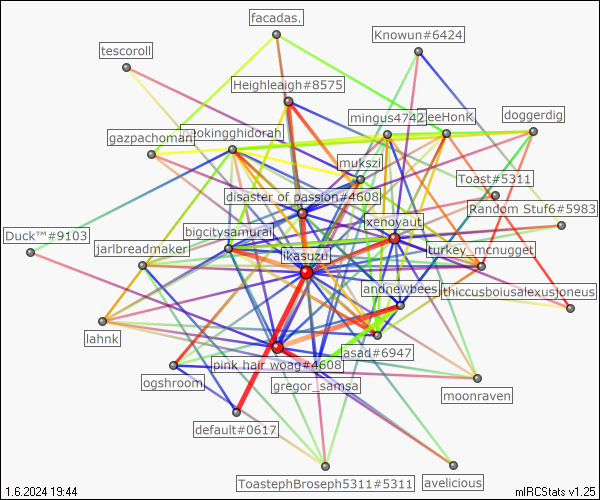 facadas.
Knowun#6424
tescoroll
Heighleigh#8575
mingus4742
eeHonK
doggerdig
gazpachoman
okingghidorah
mukszi
Toast#5311
disaster of passion#4608
Random Stuf6#5983
xenoyaut
Duck™#9103
bigcitysamurai
jarlbreadmaker
ikasuzu
turkey_mcnugget
andnewbees
thiccusboiusalexusjoneus
lahnk
asad#6947
pink hair woag#4608
ogshroom
gregor_samsa
moonraven
default#0617
ToastephBroseph5311#5311
avelicious
1.6.2024 19:44
mIRCStats v1.25